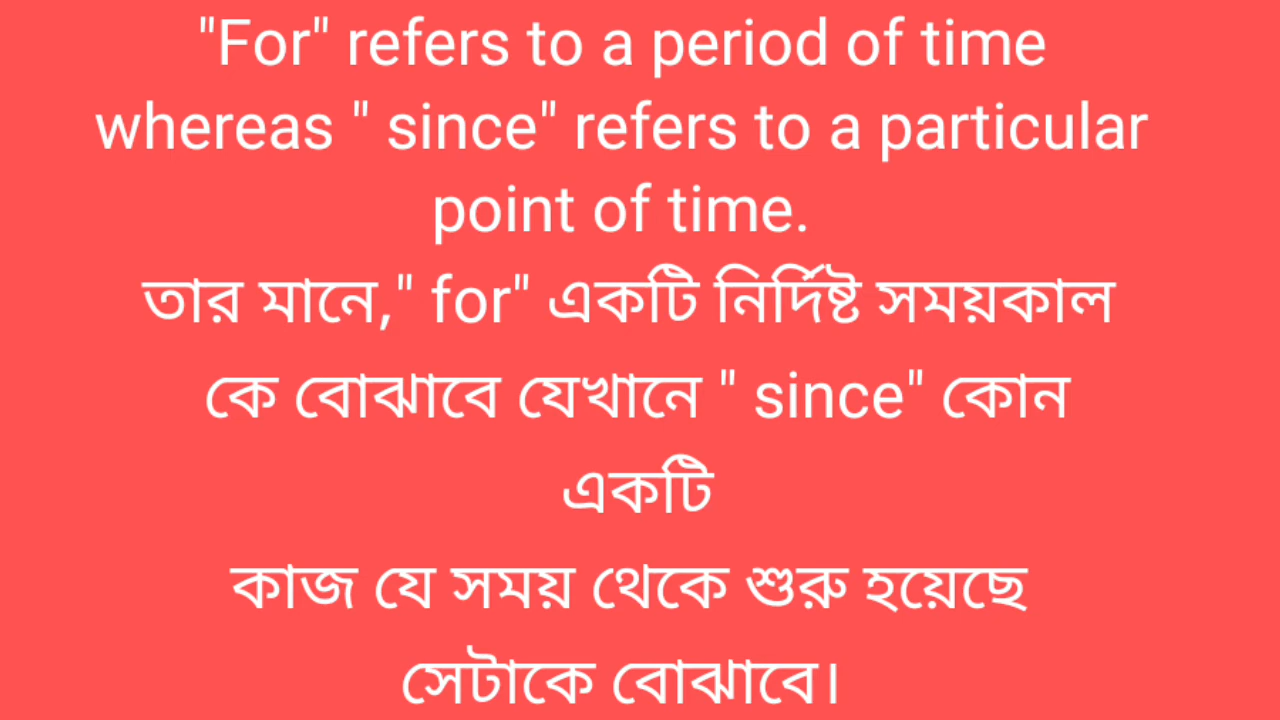 "For" refers to a period of time
whereas " since" refers to a particular
point of time.
তার মানে," for" একটি নির্দিষ্ট সময়কাল
কে বোঝাবে যেখানে " since" কোন
একটি
কাজ যে সময় থেকে শুরু হয়েছে
সেটাকে বোঝাবে।